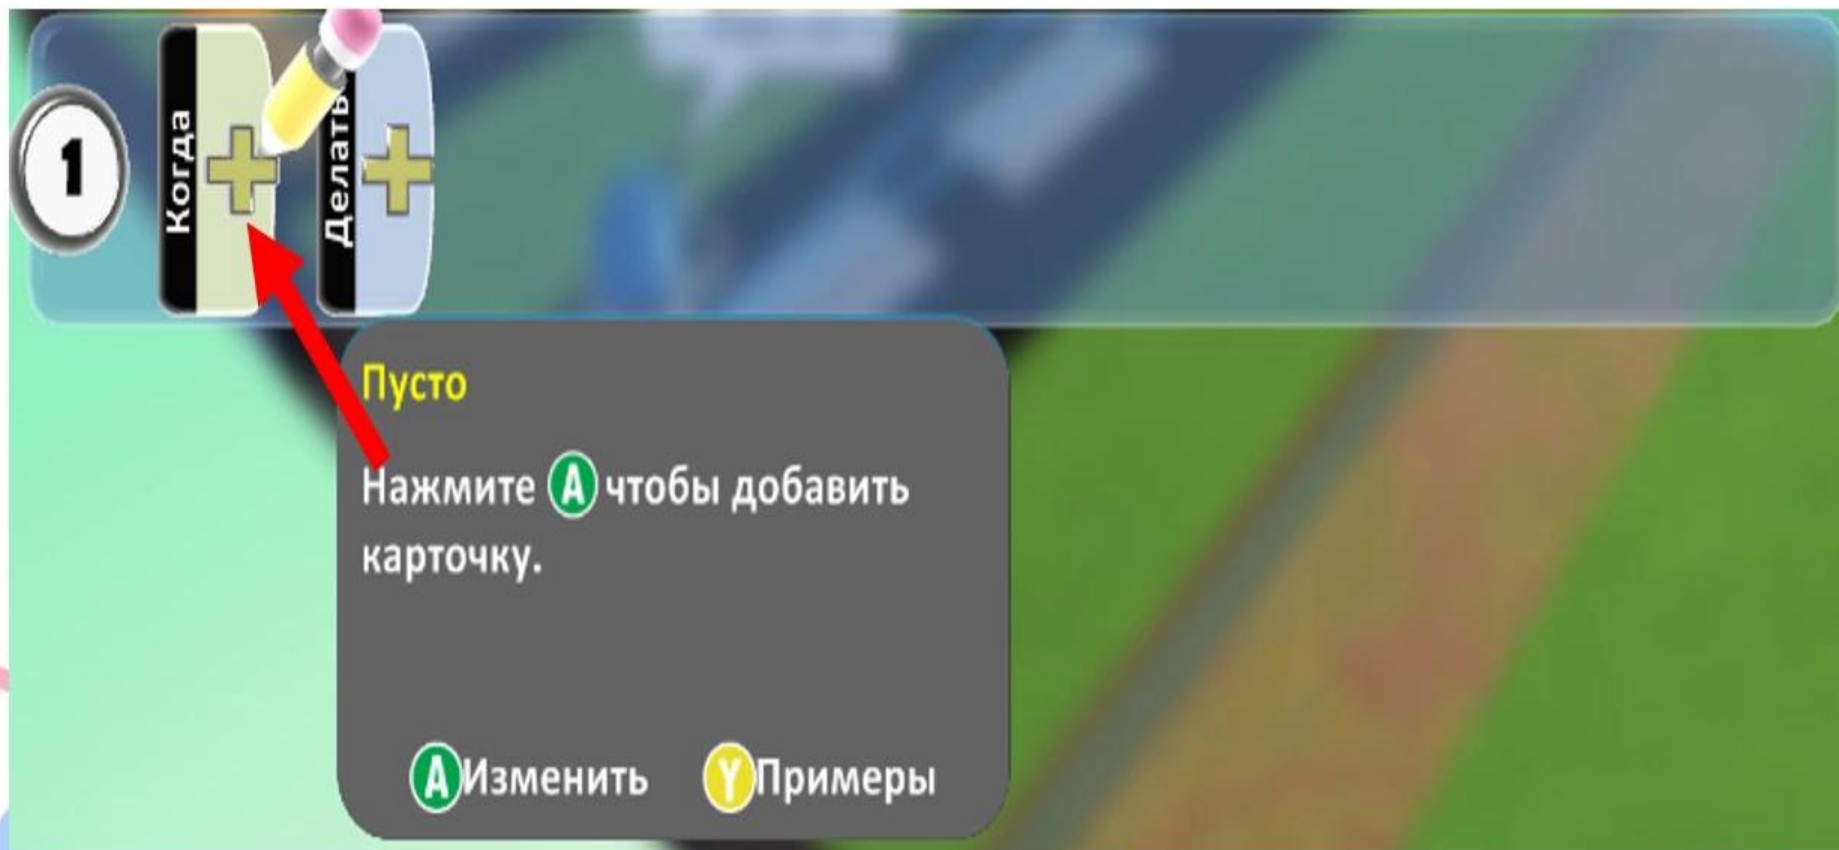 1
Когда
Делать
Пусто
Нажмите A чтобы добавить
карточку.
A Изменить Y Примеры